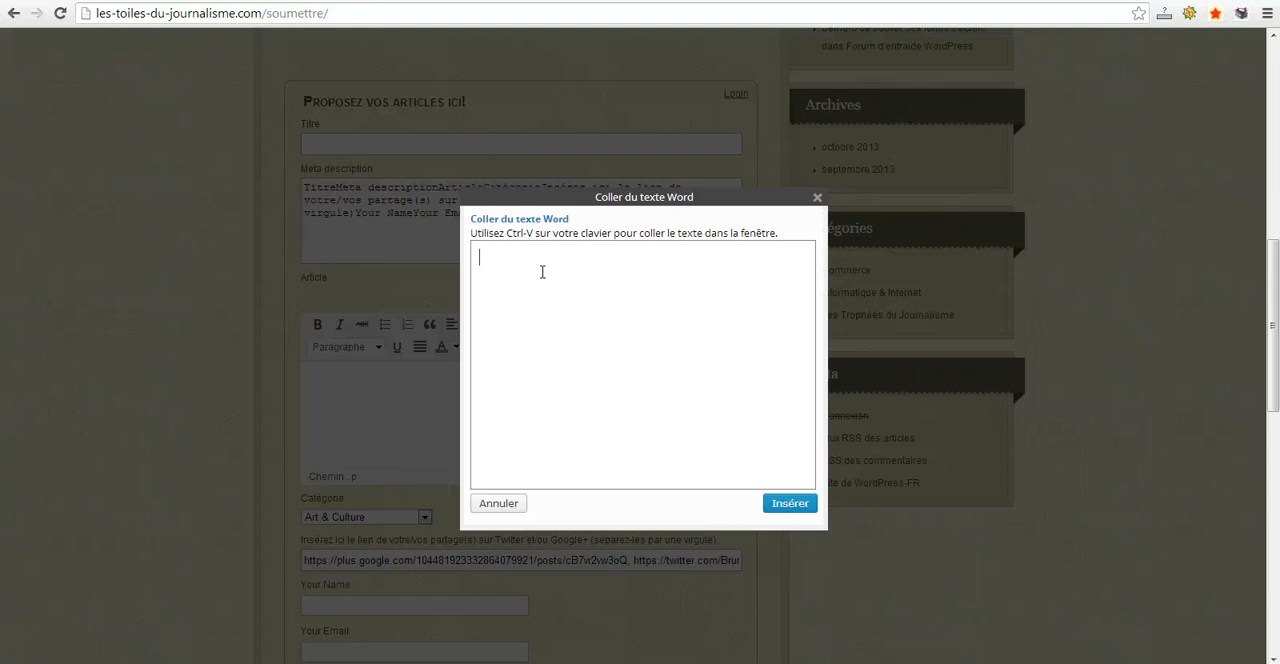 les-toiles-du-journalisme.com/soumettre/
dans Forum d'entraide WordPress
Proposez vos articles ici!
Login
Titre
Archives
octobre 2013
septembre 2013
Meta description
TitreMeta descriptionArticleCatégorieInsérez ici le lien de
votre/vos partage(s) sur
virgule)Your NameYour Em
Coller du texte Word
Coller du texte Word
Utilisez Ctrl-V sur votre clavier pour coller le texte dans la fenêtre.
égories
ommerce
nformatique & Internet
es Trophées du Journalisme
Article
B I ABC
Paragraphe U A
ta
onnexion
ux RSS des articles
SS des commentaires
ite de WordPress-FR
Chemin : p
Catégorie
Art & Culture
Annuler
Insérer
Insérez ici le lien de votre/vos partage(s) sur Twitter et/ou Google+ (séparez-les par une virgule)
https://plus.google.com/104481923332864079921/posts/cB7vr2vw3oQ, https://twitter.com/Brun
Your Name
Your Email